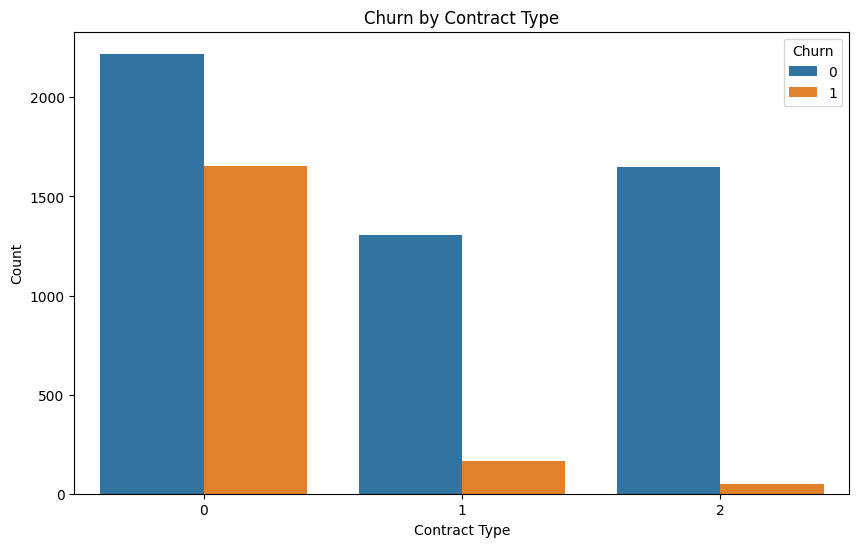 Churn by Contract Type
Churn
0
1
2000
1500
1000
500
0
Count
0 1 2
Contract Type